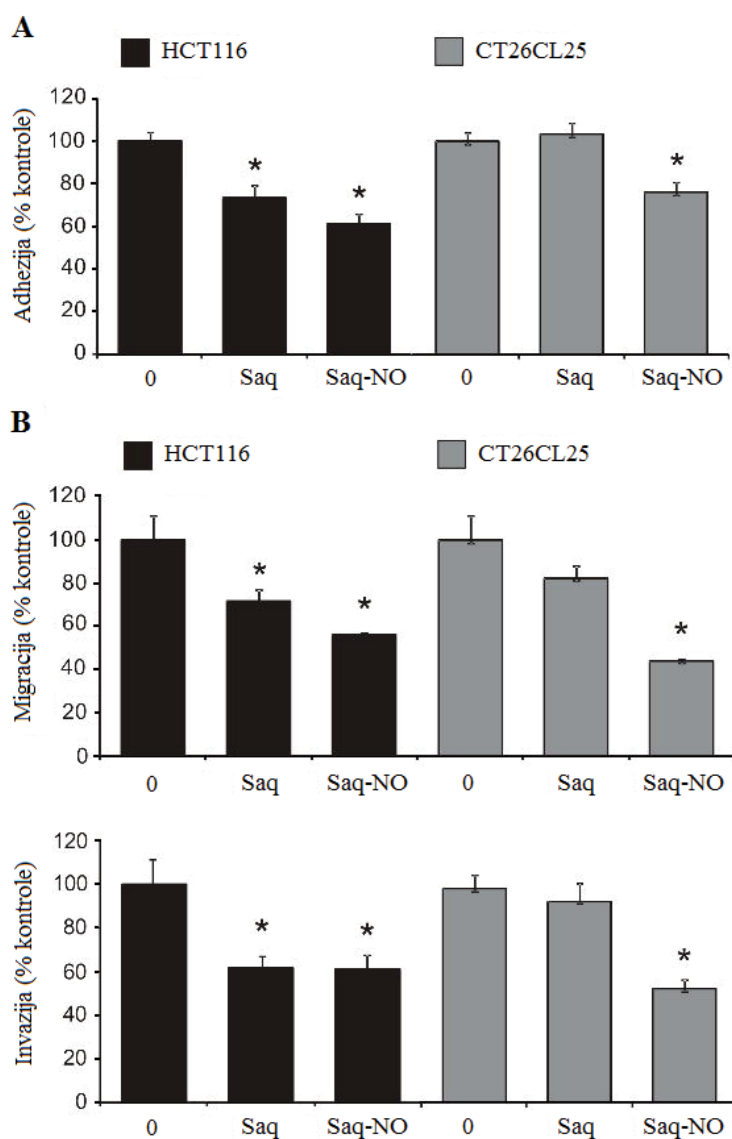 A
HCT116 CT26CL25
Adhezija (% kontrole)
120
100
80
60
40
20
0
0 Saq Saq-NO 0 Saq Saq-NO
* * *
B
HCT116 CT26CL25
Migracija (% kontrole)
120
100
80
60
40
20
0
* * *
0 Saq Saq-NO 0 Saq Saq-NO
Invazija (% kontrole)
120
100
80
60
40
20
0
* * *
0 Saq Saq-NO 0 Saq Saq-NO